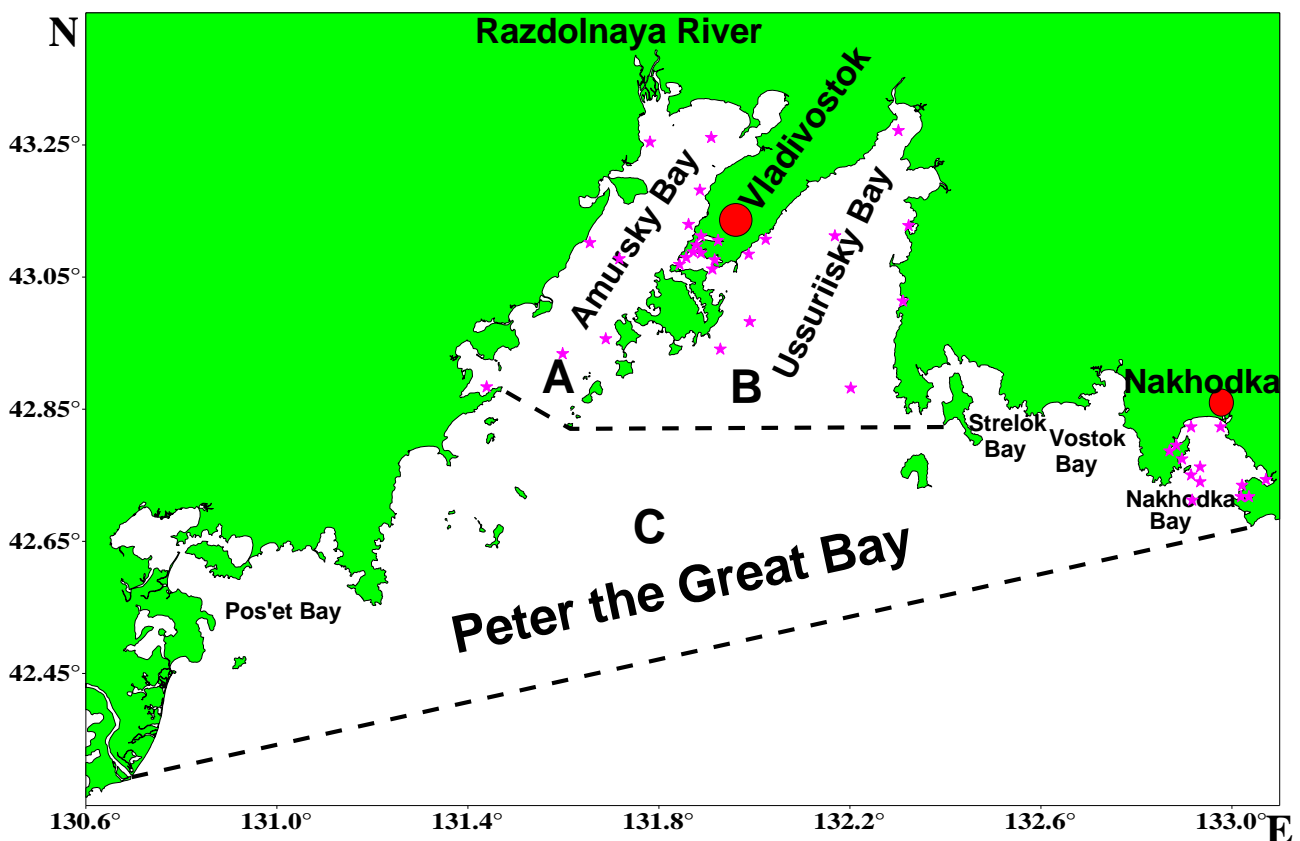 N
Razdolnaya River
Vladivostok
43.25°
Amursky Bay
Ussuriisky Bay
43.05°
A
B
Nakhodka
42.85°
Strelok
Bay
Vostok
Bay
Nakhodka
Bay
C
42.65°
Peter the Great Bay
Pos'et Bay
42.45°
130.6° 131.0° 131.4° 131.8° 132.2° 132.6° 133.0° E